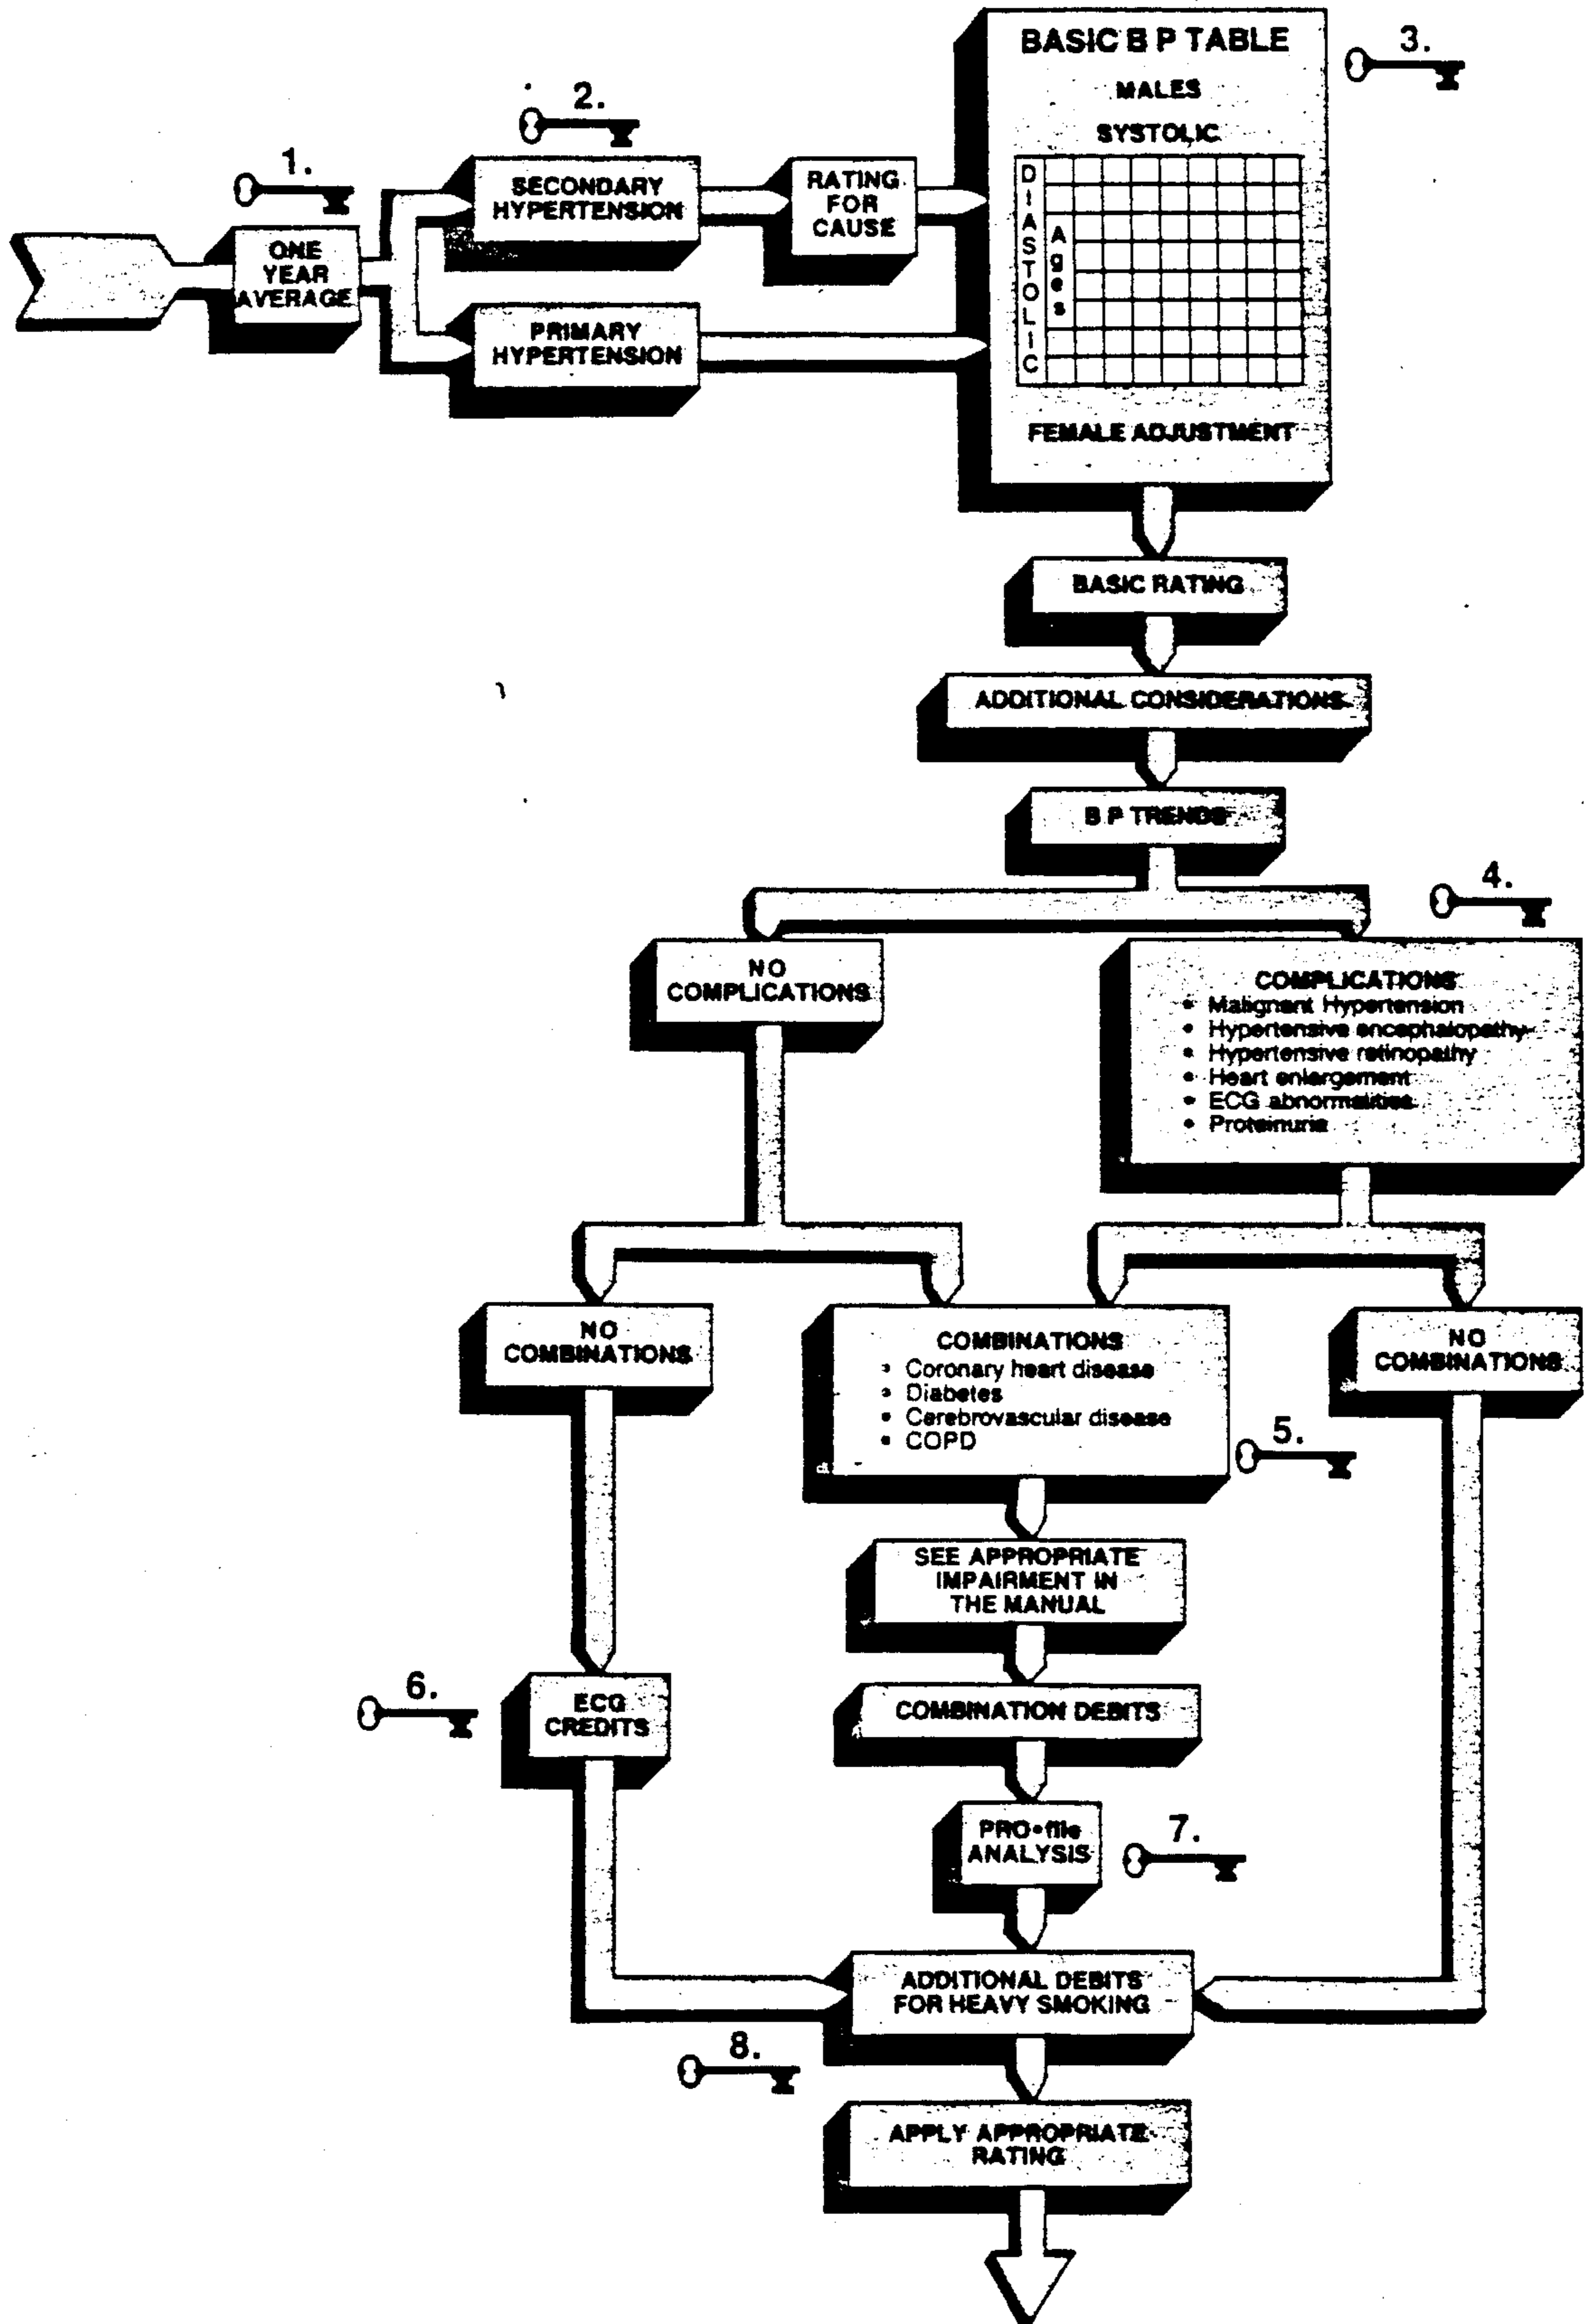 1.
ONE
YEAR
AVERAGE
2.
SECONDARY
HYPERTENSION
RATING
FOR
CAUSE
PRIMARY
HYPERTENSION
3.
BASIC B P TABLE
MALES
SYSTOLIC
DIASTOLIC
Ages
FEMALE ADJUSTMENT
BASIC RATING
ADDITIONAL CONSIDERATIONS
B P TRENDS
NO
COMPLICATIONS
4.
COMPLICATIONS
• Malignant Hypertension
• Hypertensive encephalopathy
• Hypertensive retinopathy
• Heart enlargement
• ECG abnormalities
• Proteinuria
NO
COMBINATIONS
COMBINATIONS
• Coronary heart disease
• Diabetes
• Cerebrovascular disease
• COPD
5.
NO
COMBINATIONS
SEE APPROPRIATE
IMPAIRMENT IN
THE MANUAL
6.
ECG
CREDITS
COMBINATION DEBITS
PRO•file
ANALYSIS
7.
ADDITIONAL DEBITS
FOR HEAVY SMOKING
8.
APPLY APPROPRIATE
RATING